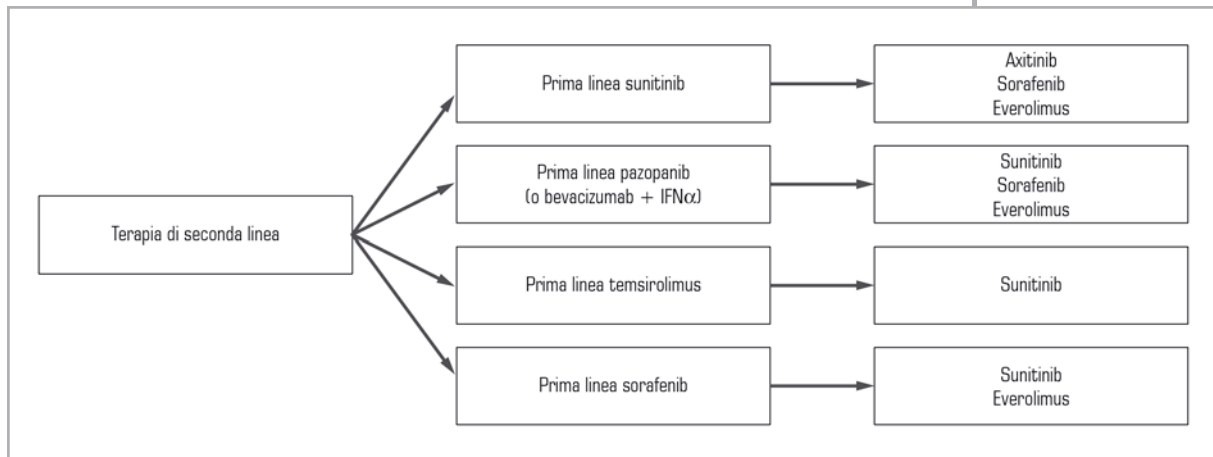 Terapia di seconda linea
Prima linea sunitinib
Axitinib
Sorafenib
Everolimus
Prima linea pazopanib
(o bevacizumab + IFNα)
Sunitinib
Sorafenib
Everolimus
Prima linea temsirolimus
Sunitinib
Prima linea sorafenib
Sunitinib
Everolimus